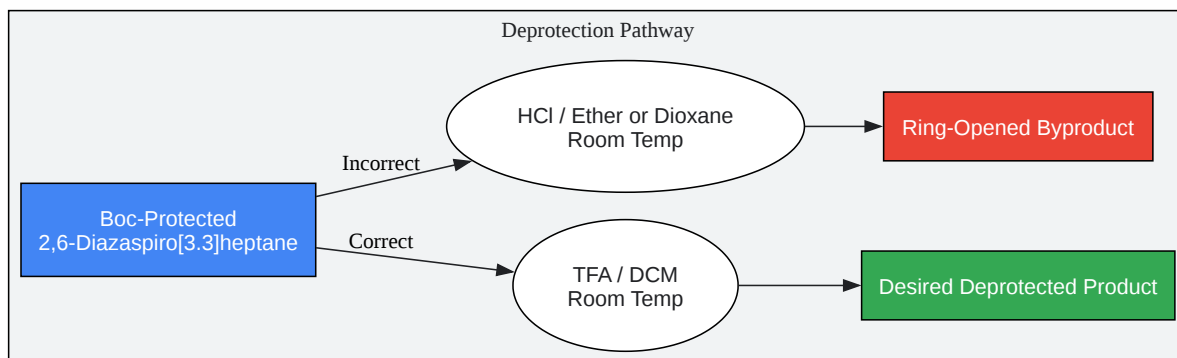 Deprotection Pathway
HCl / Ether or Dioxane
Room Temp
Ring-Opened Byproduct
Incorrect
Boc-Protected
2,6-Diazaspiro[3.3]heptane
Correct
TFA / DCM
Room Temp
Desired Deprotected Product